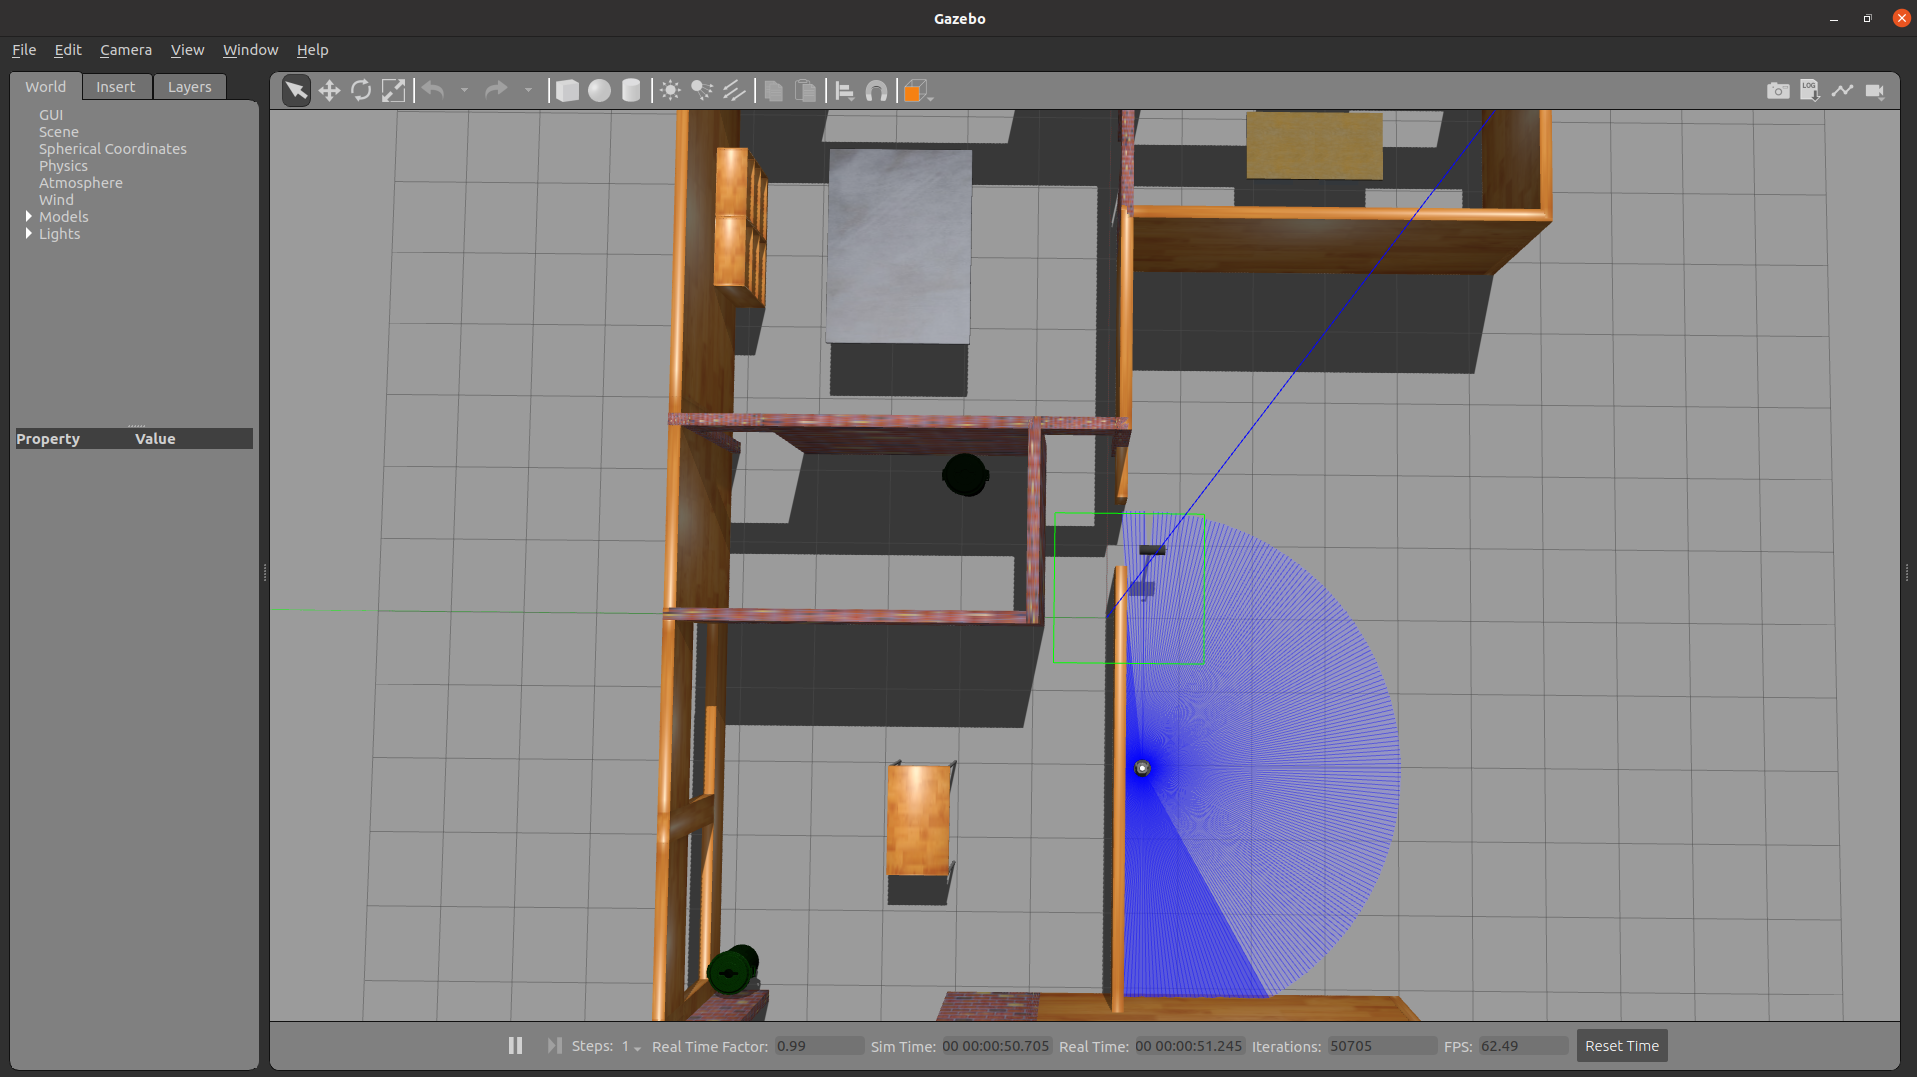 Gazebo
File Edit Camera View Window Help
World Insert Layers
GUI
Scene
Spherical Coordinates
Physics
Atmosphere
Wind
Models
Lights
Property Value
LOG
Steps: 1 Real Time Factor: 0.99 Sim Time: 00 00:00:50.705 Real Time: 00 00:00:51.245 Iterations: 50705 FPS: 62.49 Reset Time